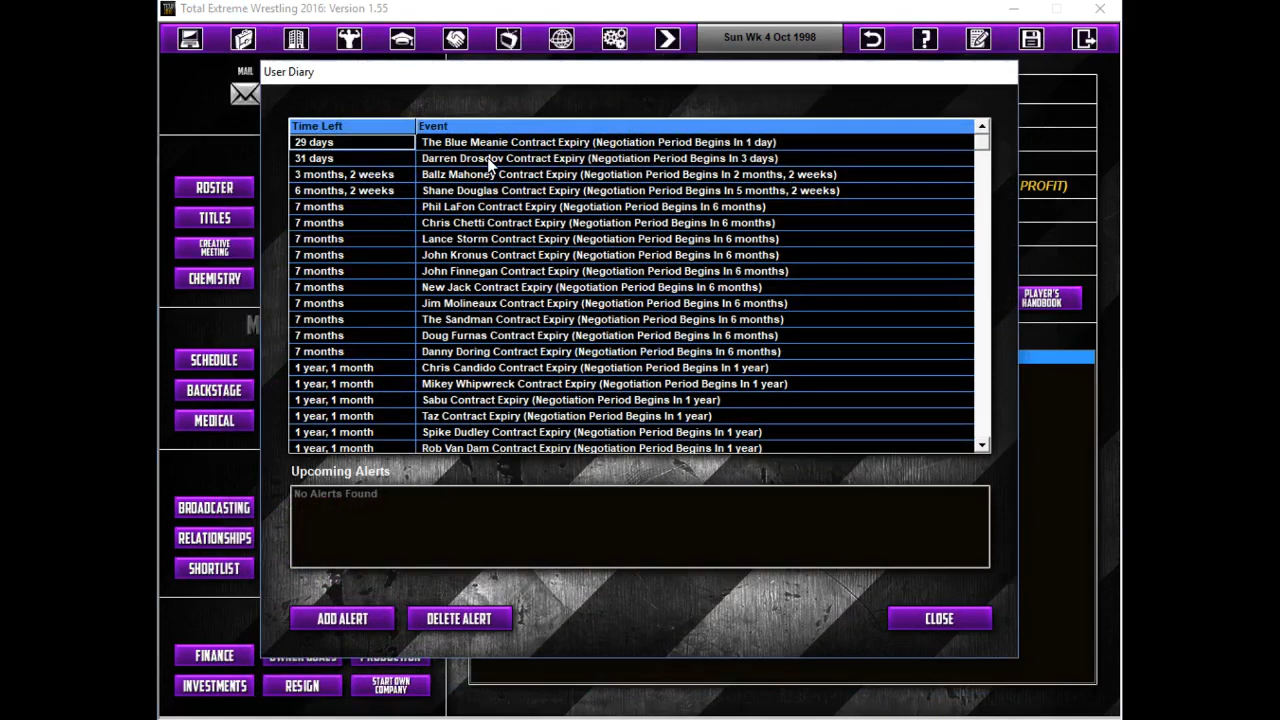 Total Extreme Wrestling 2016: Version 1.55
Sun Wk 4 Oct 1998
MAIL
User Diary
Time Left Event
29 days The Blue Meanie Contract Expiry (Negotiation Period Begins In 1 day)
31 days Darren Drosdov Contract Expiry (Negotiation Period Begins In 3 days)
3 months, 2 weeks Ballz Mahoney Contract Expiry (Negotiation Period Begins In 2 months, 2 weeks)
6 months, 2 weeks Shane Douglas Contract Expiry (Negotiation Period Begins In 5 months, 2 weeks)
7 months Phil LaFon Contract Expiry (Negotiation Period Begins In 6 months)
7 months Chris Chetti Contract Expiry (Negotiation Period Begins In 6 months)
7 months Lance Storm Contract Expiry (Negotiation Period Begins In 6 months)
7 months John Kronus Contract Expiry (Negotiation Period Begins In 6 months)
7 months John Finnegan Contract Expiry (Negotiation Period Begins In 6 months)
7 months New Jack Contract Expiry (Negotiation Period Begins In 6 months)
7 months Jim Molineaux Contract Expiry (Negotiation Period Begins In 6 months)
7 months The Sandman Contract Expiry (Negotiation Period Begins In 6 months)
7 months Doug Furnas Contract Expiry (Negotiation Period Begins In 6 months)
7 months Danny Doring Contract Expiry (Negotiation Period Begins In 6 months)
1 year, 1 month Chris Candido Contract Expiry (Negotiation Period Begins In 1 year)
1 year, 1 month Mikey Whipwreck Contract Expiry (Negotiation Period Begins In 1 year)
1 year, 1 month Sabu Contract Expiry (Negotiation Period Begins In 1 year)
1 year, 1 month Taz Contract Expiry (Negotiation Period Begins In 1 year)
1 year, 1 month Spike Dudley Contract Expiry (Negotiation Period Begins In 1 year)
1 year, 1 month Rob Van Dam Contract Expiry (Negotiation Period Begins In 1 year)
Upcoming Alerts
No Alerts Found
ADD ALERT
DELETE ALERT
CLOSE
ROSTER
TITLES
CREATIVE
MEETING
CHEMISTRY
M
SCHEDULE
BACKSTAGE
MEDICAL
BROADCASTING
RELATIONSHIPS
SHORTLIST
FINANCE
OWNER GOALS
PRODUCTION
INVESTMENTS
RESIGN
START OWN
COMPANY
PROFIT)
PLAYER'S
HANDBOOK